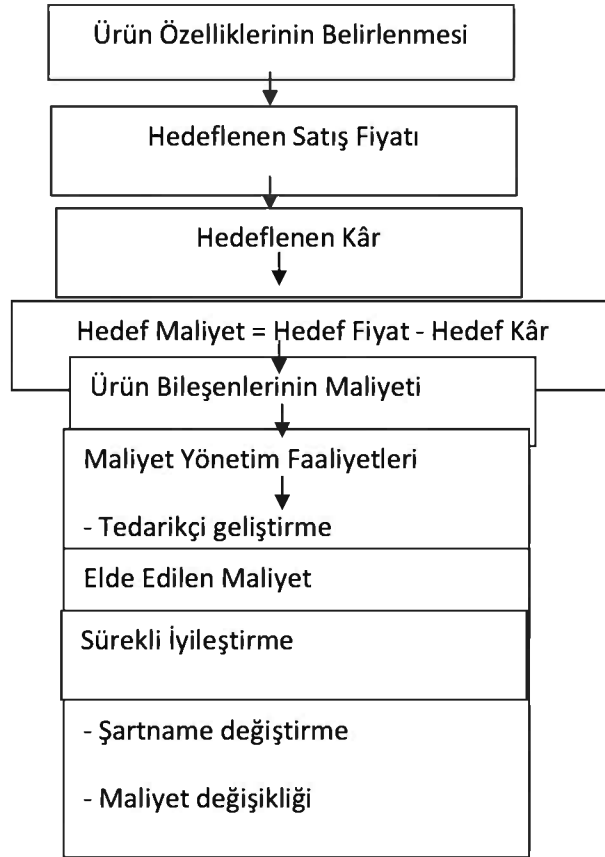 Ürün Özelliklerinin Belirlenmesi
Hedeflenen Satış Fiyatı
Hedeflenen Kâr
Hedef Maliyet = Hedef Fiyat - Hedef Kâr
Ürün Bileşenlerinin Maliyeti
Maliyet Yönetim Faaliyetleri
- Tedarikçi geliştirme
Elde Edilen Maliyet
Sürekli İyileştirme
- Şartname değiştirme
- Maliyet değişikliği